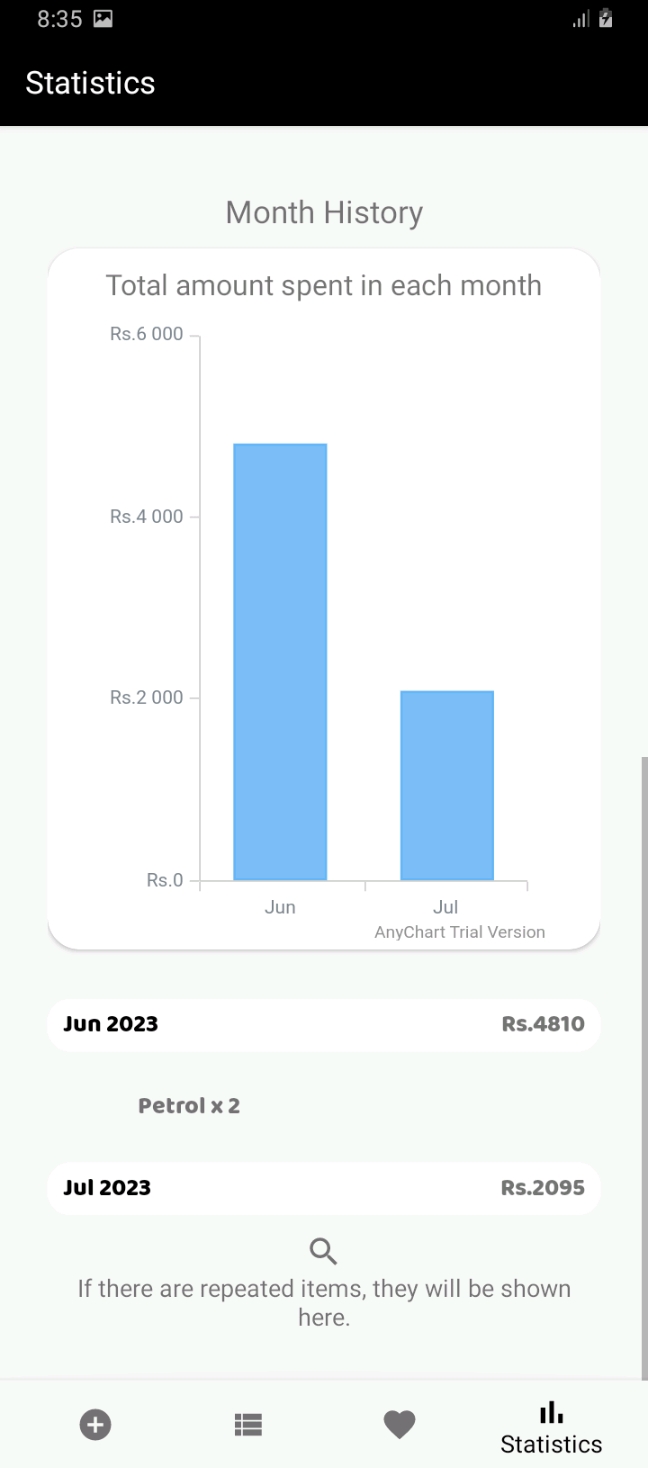 8:35
Statistics
Month History
Total amount spent in each month
Rs.6 000
Rs.4 000
Rs.2 000
Rs.0
Jun Jul
AnyChart Trial Version
Jun 2023 Rs.4810
Petrol x 2
Jul 2023 Rs.2095
If there are repeated items, they will be shown
here.
Statistics